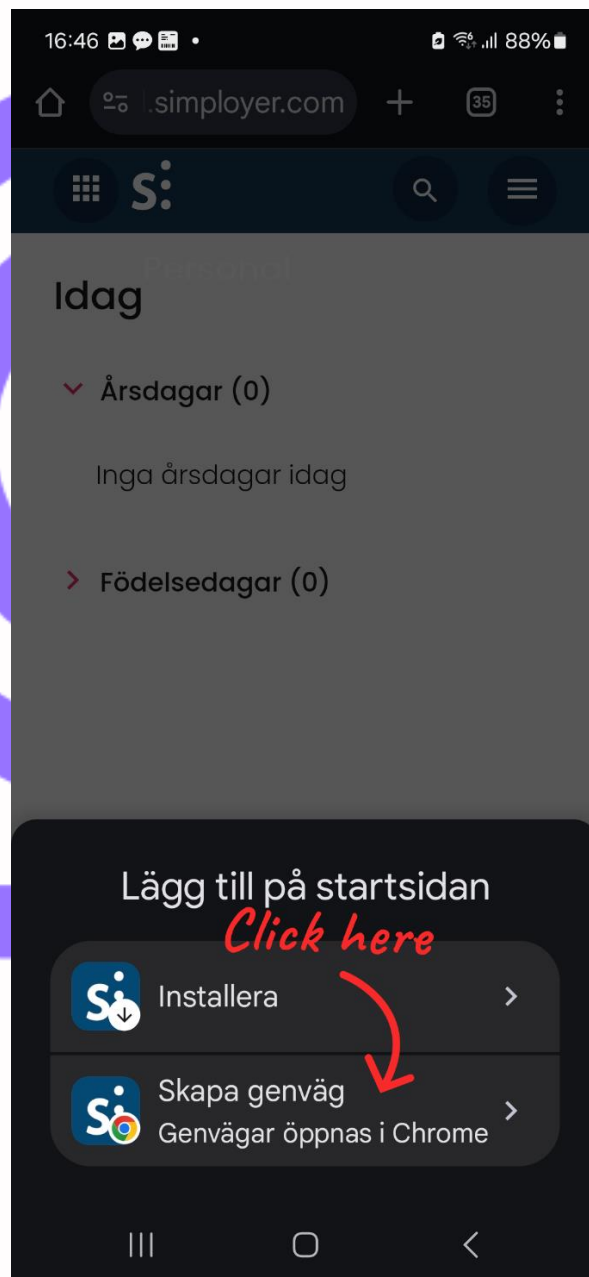 16:46 88%
.simployer.com 35
s:
Personal
Idag
Årsdagar (0)
Inga årsdagar idag
Födelsedagar (0)
Lägg till på startsidan
Click here
Installera
Skapa genväg
Genvägar öppnas i Chrome